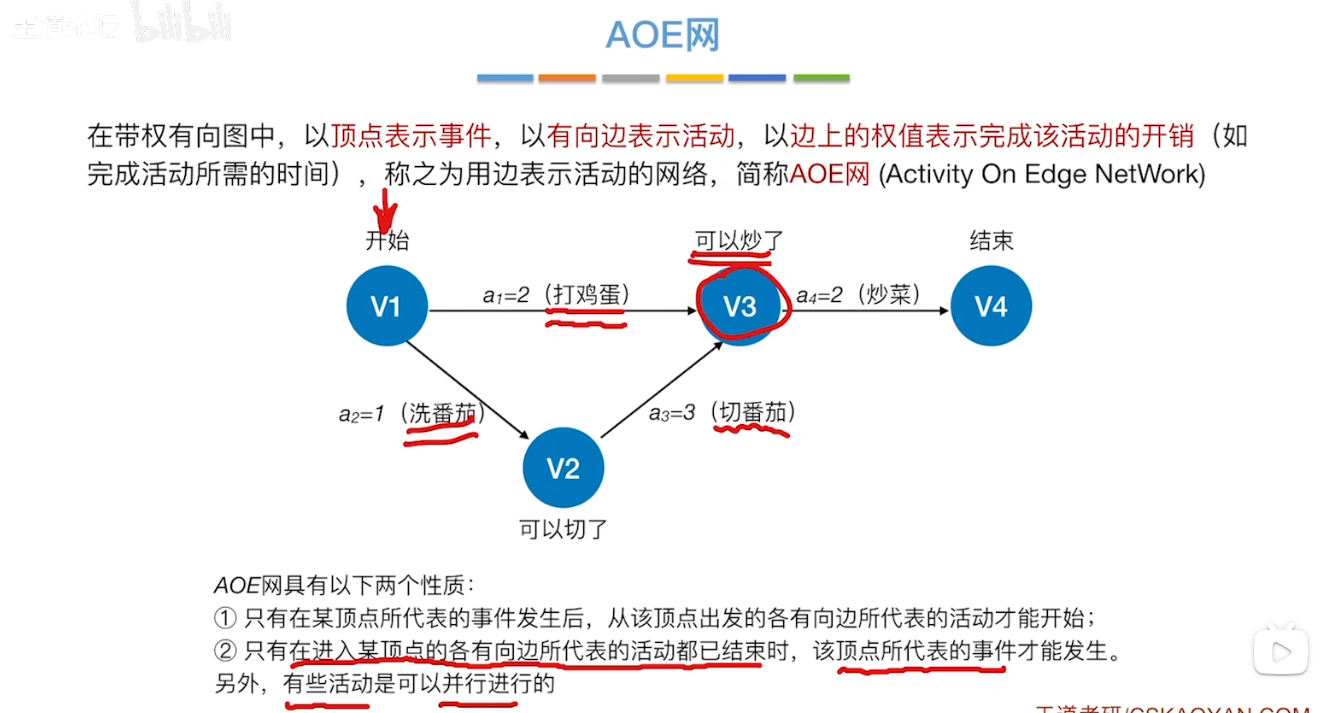 王道论坛 bilibili
AOE网
在带权有向图中，以顶点表示事件，以有向边表示活动，以边上的权值表示完成该活动的开销（如
完成活动所需的时间），称之为用边表示活动的网络，简称AOE网 (Activity On Edge NetWork)
开始
可以炒了
结束
V1
a₁=2（打鸡蛋）
V3
a₄=2（炒菜）
V4
a₂=1（洗番茄）
a₃=3（切番茄）
V2
可以切了
AOE网具有以下两个性质：
① 只有在某顶点所代表的事件发生后，从该顶点出发的各有向边所代表的活动才能开始；
② 只有在进入某顶点的各有向边所代表的活动都已结束时，该顶点所代表的事件才能发生。
另外，有些活动是可以并行进行的
王道考研/CSKAOYAN.COM